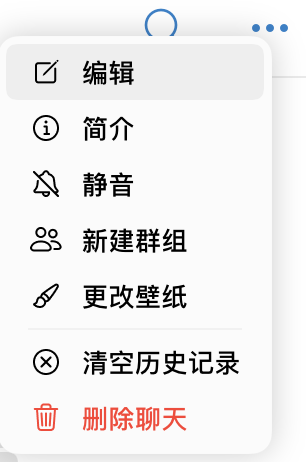 编辑
简介
静音
新建群组
更改壁纸
清空历史记录
删除聊天